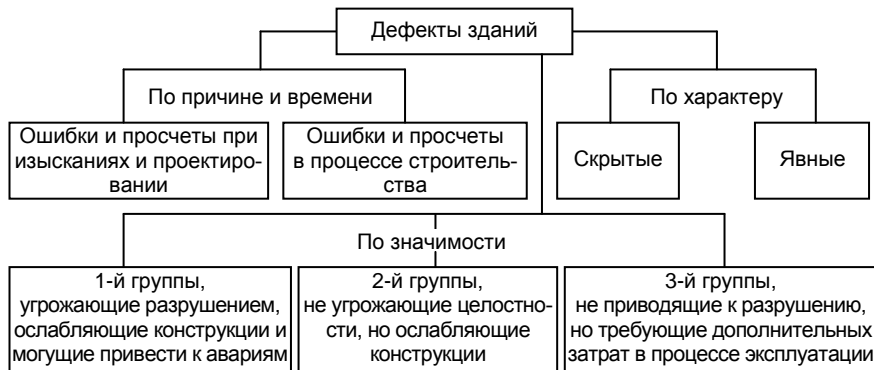 Дефекты зданий
По причине и времени
По характеру
Ошибки и просчеты при
изысканиях и проектиро-
вании
Ошибки и просчеты
в процессе строитель-
ства
Скрытые
Явные
По значимости
1-й группы,
угрожающие разрушением,
ослабляющие конструкции и
могущие привести к авариям
2-й группы,
не угрожающие целостно-
сти, но ослабляющие
конструкции
3-й группы,
не приводящие к разрушению,
но требующие дополнительных
затрат в процессе эксплуатации